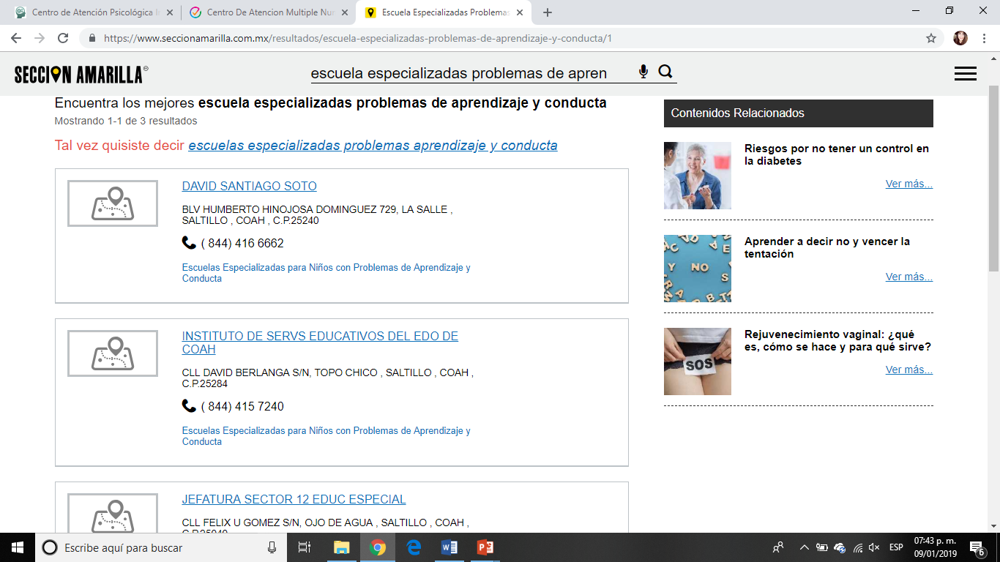 Centro de Atención Psicológica I
Centro De Atencion Multiple Nu
Escuela Especializadas Problemas
https://www.seccionamarilla.com.mx/resultados/escuela-especializadas-problemas-de-aprendizaje-y-conducta/1
SECCION AMARILLA®
escuela especializadas problemas de apren
Encuentra los mejores escuela especializadas problemas de aprendizaje y conducta
Mostrando 1-1 de 3 resultados
Tal vez quisiste decir escuelas especializadas problemas aprendizaje y conducta
DAVID SANTIAGO SOTO
BLV HUMBERTO HINOJOSA DOMINGUEZ 729, LA SALLE ,
SALTILLO , COAH , C.P.25240
( 844) 416 6662
Escuelas Especializadas para Niños con Problemas de Aprendizaje y
Conducta
INSTITUTO DE SERVS EDUCATIVOS DEL EDO DE
COAH
CLL DAVID BERLANGA S/N, TOPO CHICO , SALTILLO , COAH ,
C.P.25284
( 844) 415 7240
Escuelas Especializadas para Niños con Problemas de Aprendizaje y
Conducta
JEFATURA SECTOR 12 EDUC ESPECIAL
CLL FELIX U GOMEZ S/N, OJO DE AGUA , SALTILLO , COAH ,
Contenidos Relacionados
Riesgos por no tener un control en
la diabetes
Ver más...
Y NO S
Aprender a decir no y vencer la
tentación
Ver más...
SOS
Rejuvenecimiento vaginal: ¿qué
es, cómo se hace y para qué sirve?
Ver más...
Escribe aquí para buscar
ESP
07:43 p. m.
09/01/2019
6